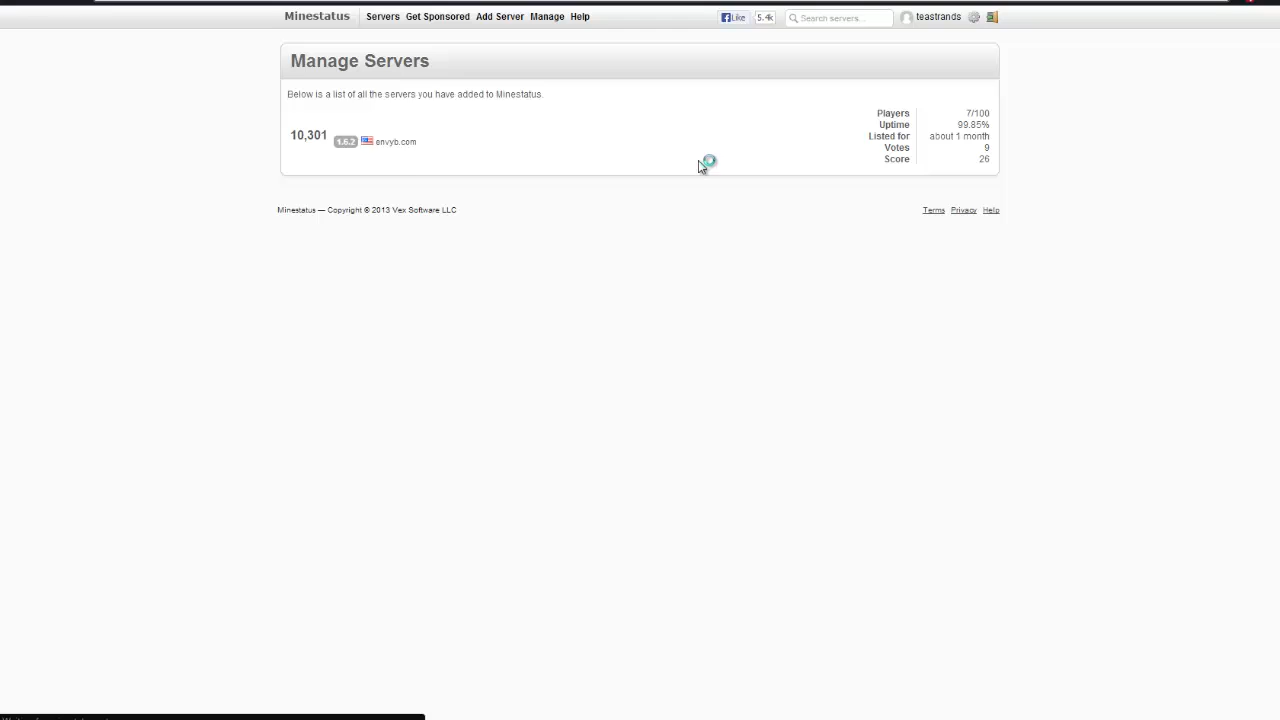 Minestatus Servers Get Sponsored Add Server Manage Help Like 5.4k Search servers... teastrands
Manage Servers
Below is a list of all the servers you have added to Minestatus.
10,301 1.6.2 envyb.com
Players 7/100
Uptime 99.85%
Listed for about 1 month
Votes 9
Score 26
Minestatus — Copyright © 2013 Vex Software LLC Terms Privacy Help